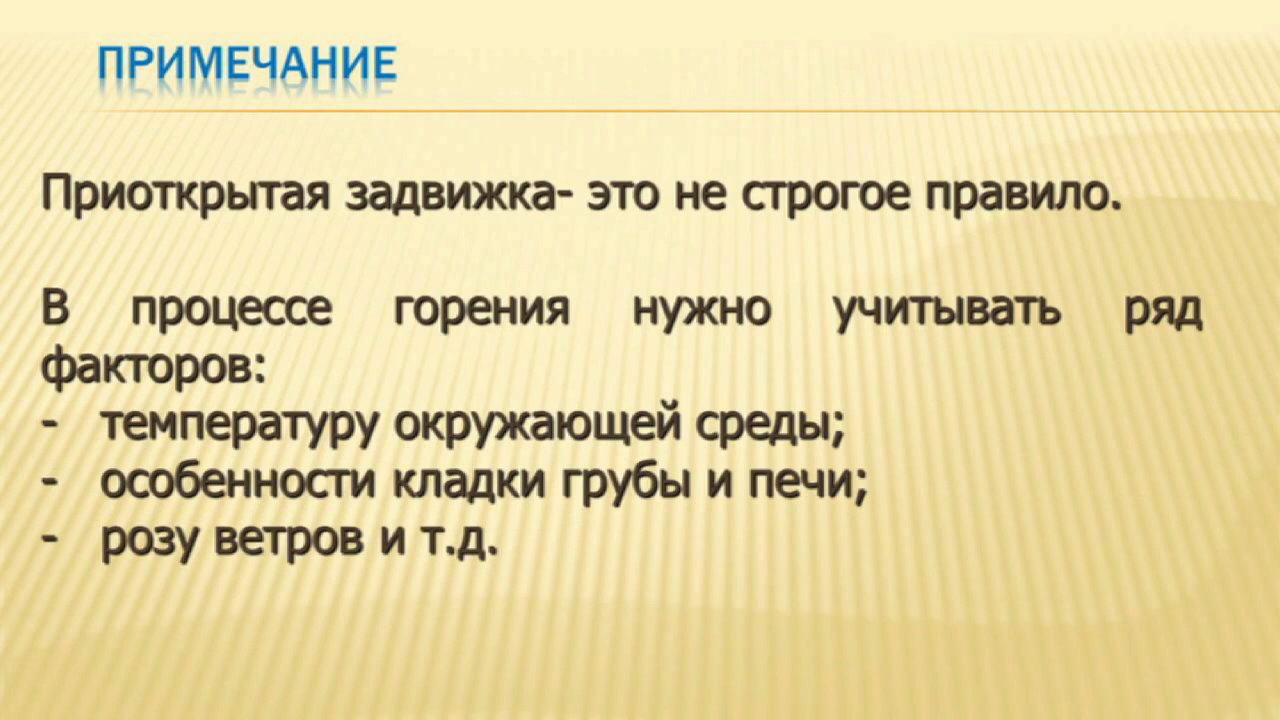 ПРИМЕЧАНИЕ
Приоткрытая задвижка- это не строгое правило.
В процессе горения нужно учитывать ряд
факторов:
- температуру окружающей среды;
- особенности кладки грубы и печи;
- розу ветров и т.д.